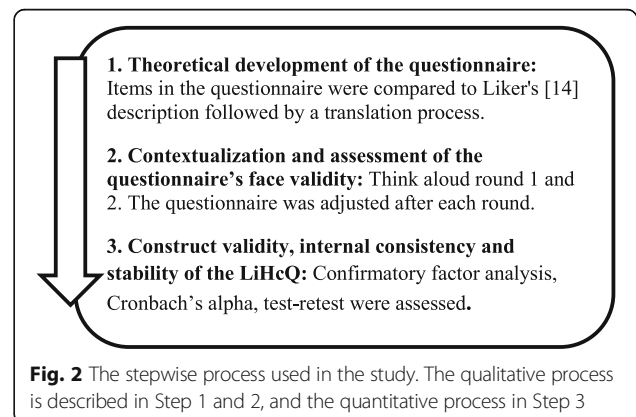 1. Theoretical development of the questionnaire:
Items in the questionnaire were compared to Liker's [14]
description followed by a translation process.
2. Contextualization and assessment of the
questionnaire's face validity: Think aloud round 1 and
2. The questionnaire was adjusted after each round.
3. Construct validity, internal consistency and
stability of the LiHcQ: Confirmatory factor analysis,
Cronbach's alpha, test-retest were assessed.
Fig. 2 The stepwise process used in the study. The qualitative process
is described in Step 1 and 2, and the quantitative process in Step 3